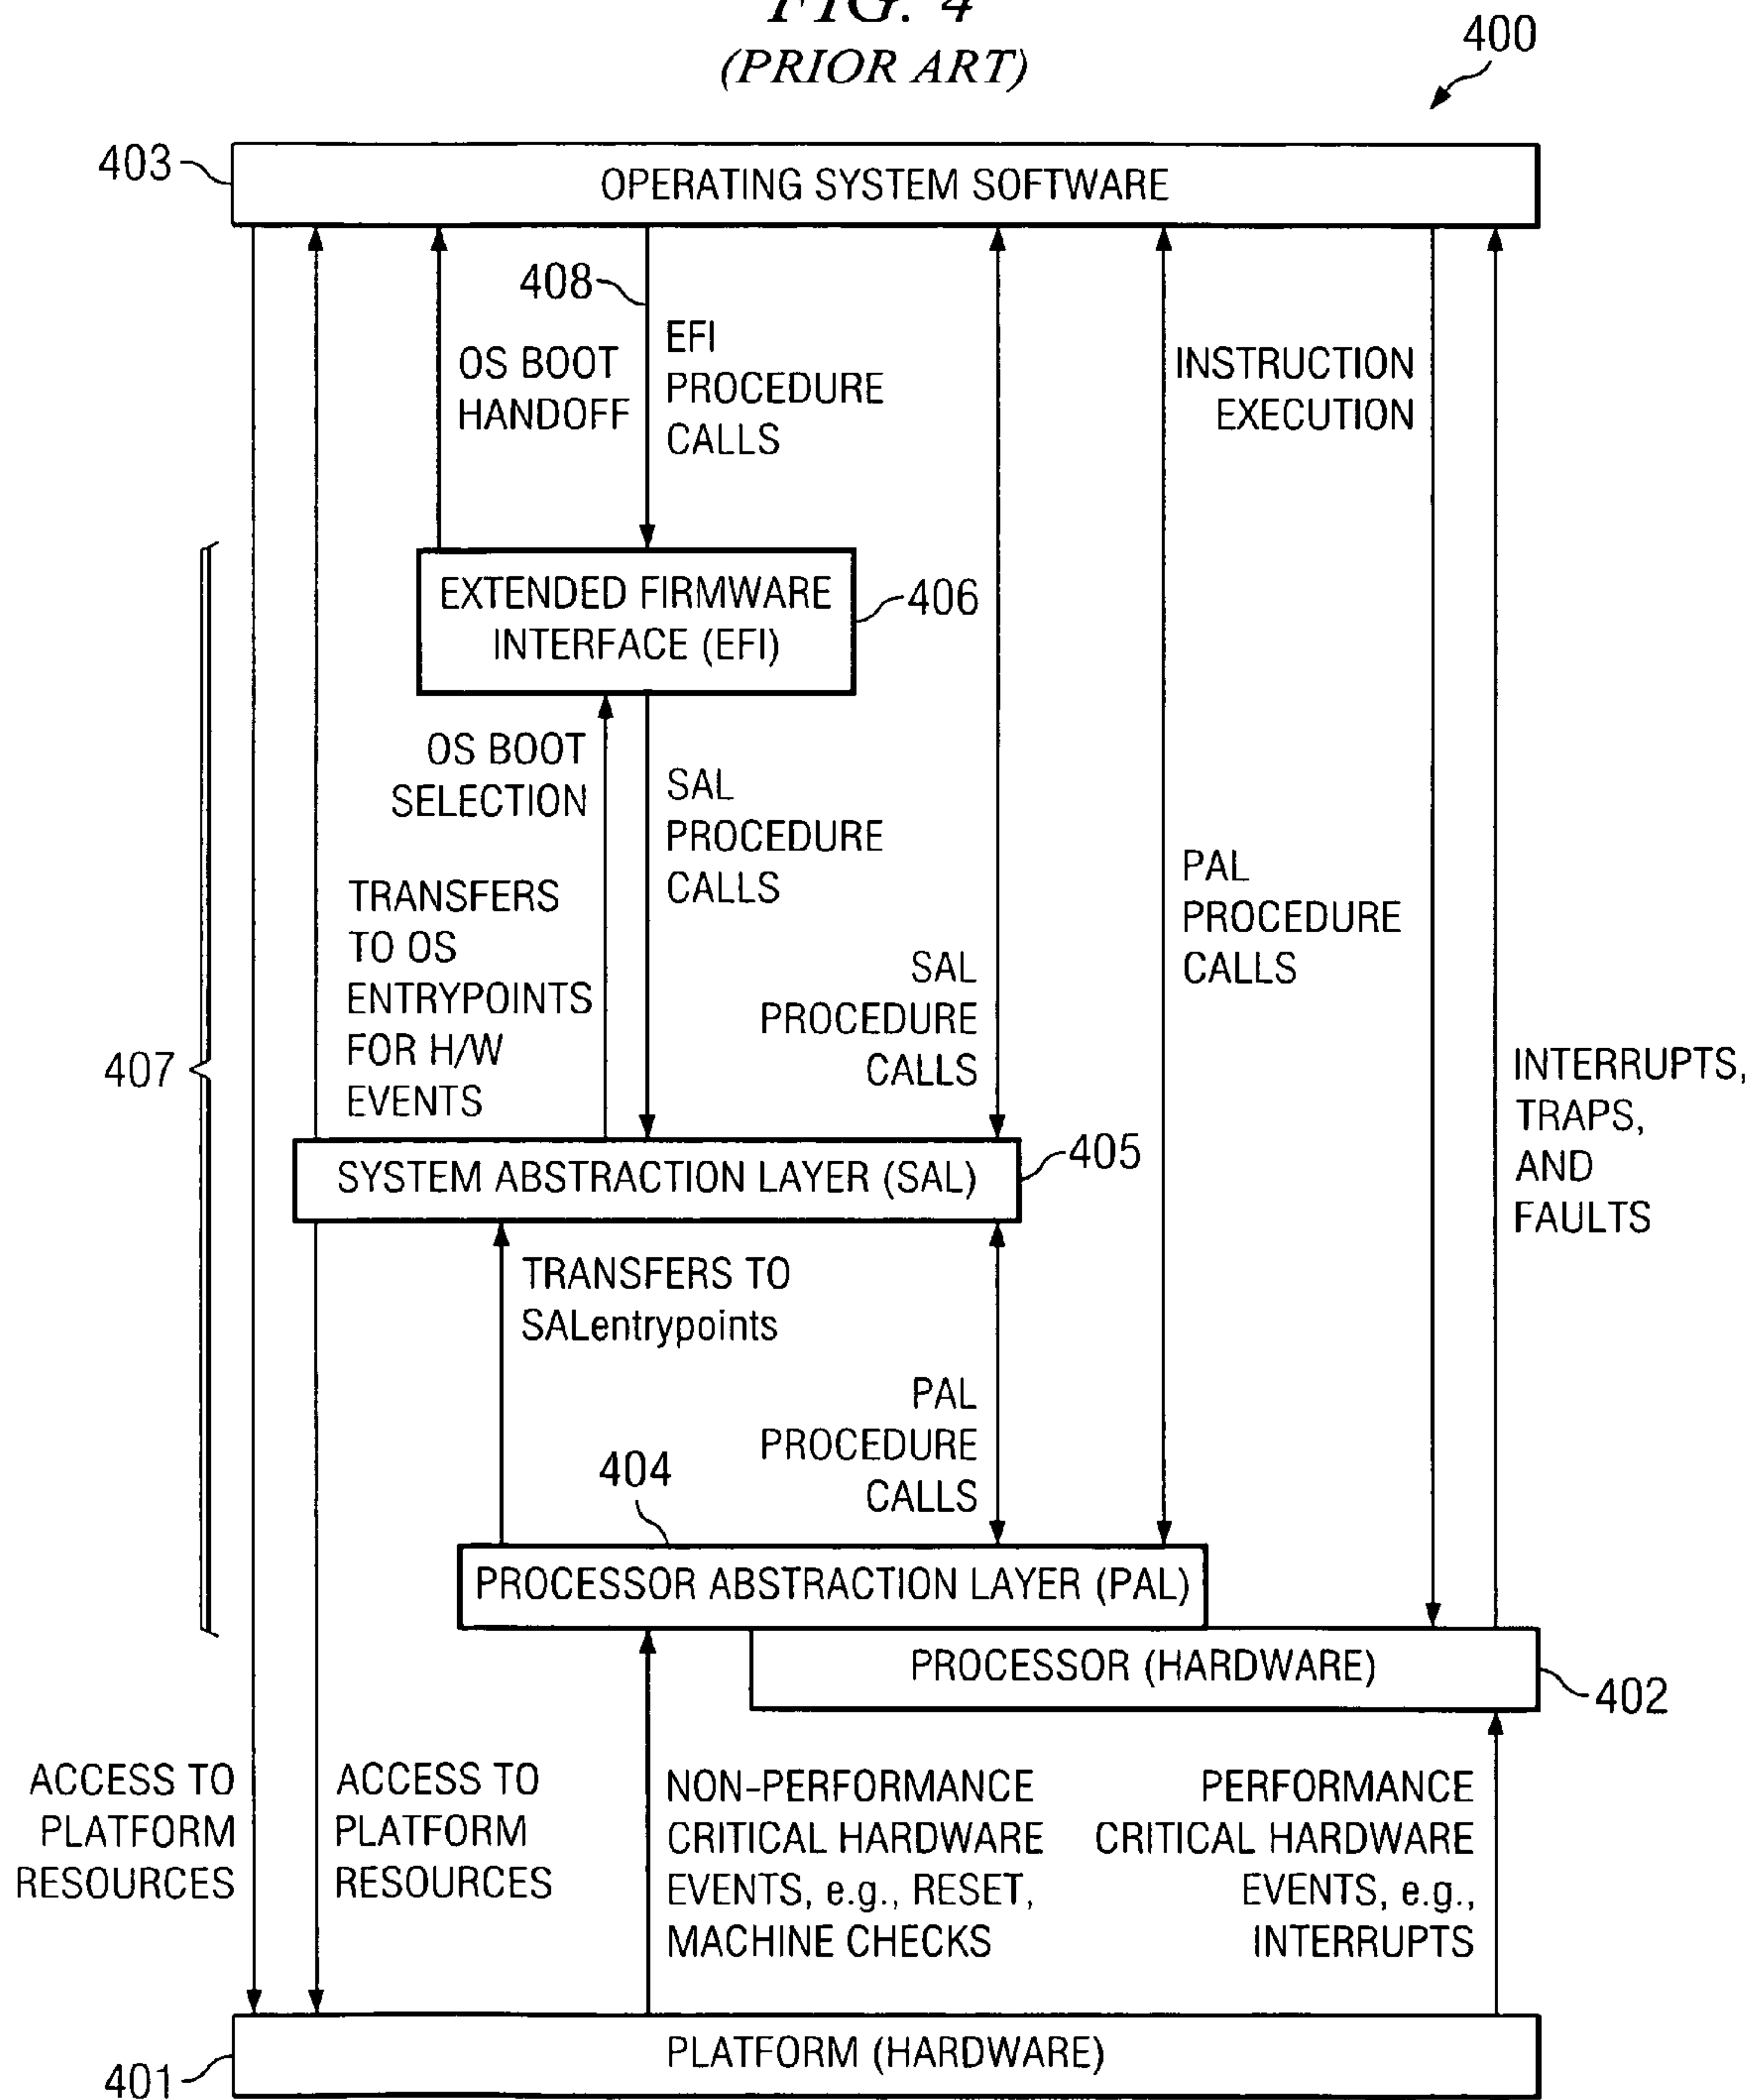 FIG. 4
(PRIOR ART)
400
403
OPERATING SYSTEM SOFTWARE
408
OS BOOT
HANDOFF
EFI
PROCEDURE
CALLS
INSTRUCTION
EXECUTION
EXTENDED FIRMWARE
INTERFACE (EFI)
406
OS BOOT
SELECTION
SAL
PROCEDURE
CALLS
TRANSFERS
TO OS
ENTRYPOINTS
FOR H/W
EVENTS
SAL
PROCEDURE
CALLS
PAL
PROCEDURE
CALLS
407
INTERRUPTS,
TRAPS,
AND
FAULTS
SYSTEM ABSTRACTION LAYER (SAL)
405
TRANSFERS TO
SALentrypoints
PAL
PROCEDURE
CALLS
404
PROCESSOR ABSTRACTION LAYER (PAL)
PROCESSOR (HARDWARE)
402
ACCESS TO
PLATFORM
RESOURCES
ACCESS TO
PLATFORM
RESOURCES
NON-PERFORMANCE
CRITICAL HARDWARE
EVENTS, e.g., RESET,
MACHINE CHECKS
PERFORMANCE
CRITICAL HARDWARE
EVENTS, e.g.,
INTERRUPTS
PLATFORM (HARDWARE)
401